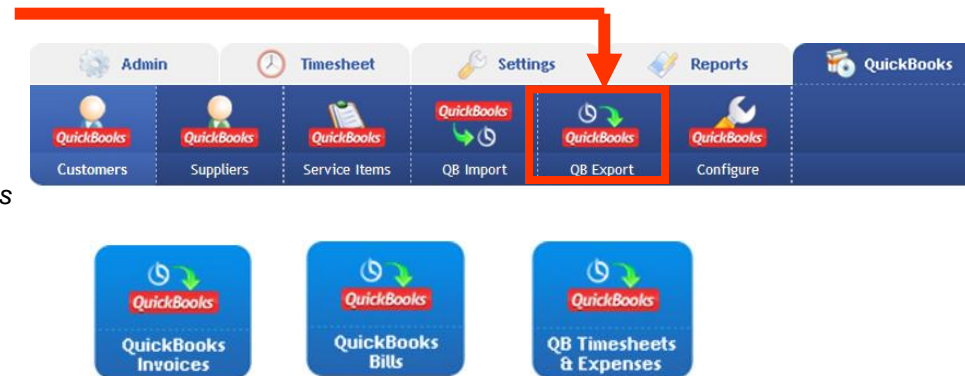 Admin Timesheet Settings Reports QuickBooks
QuickBooks QuickBooks QuickBooks QuickBooks QuickBooks QuickBooks
Customers Suppliers Service Items QB Import QB Export Configure
s
QuickBooks QuickBooks QuickBooks
QuickBooks QuickBooks QB Timesheets
Invoices Bills & Expenses